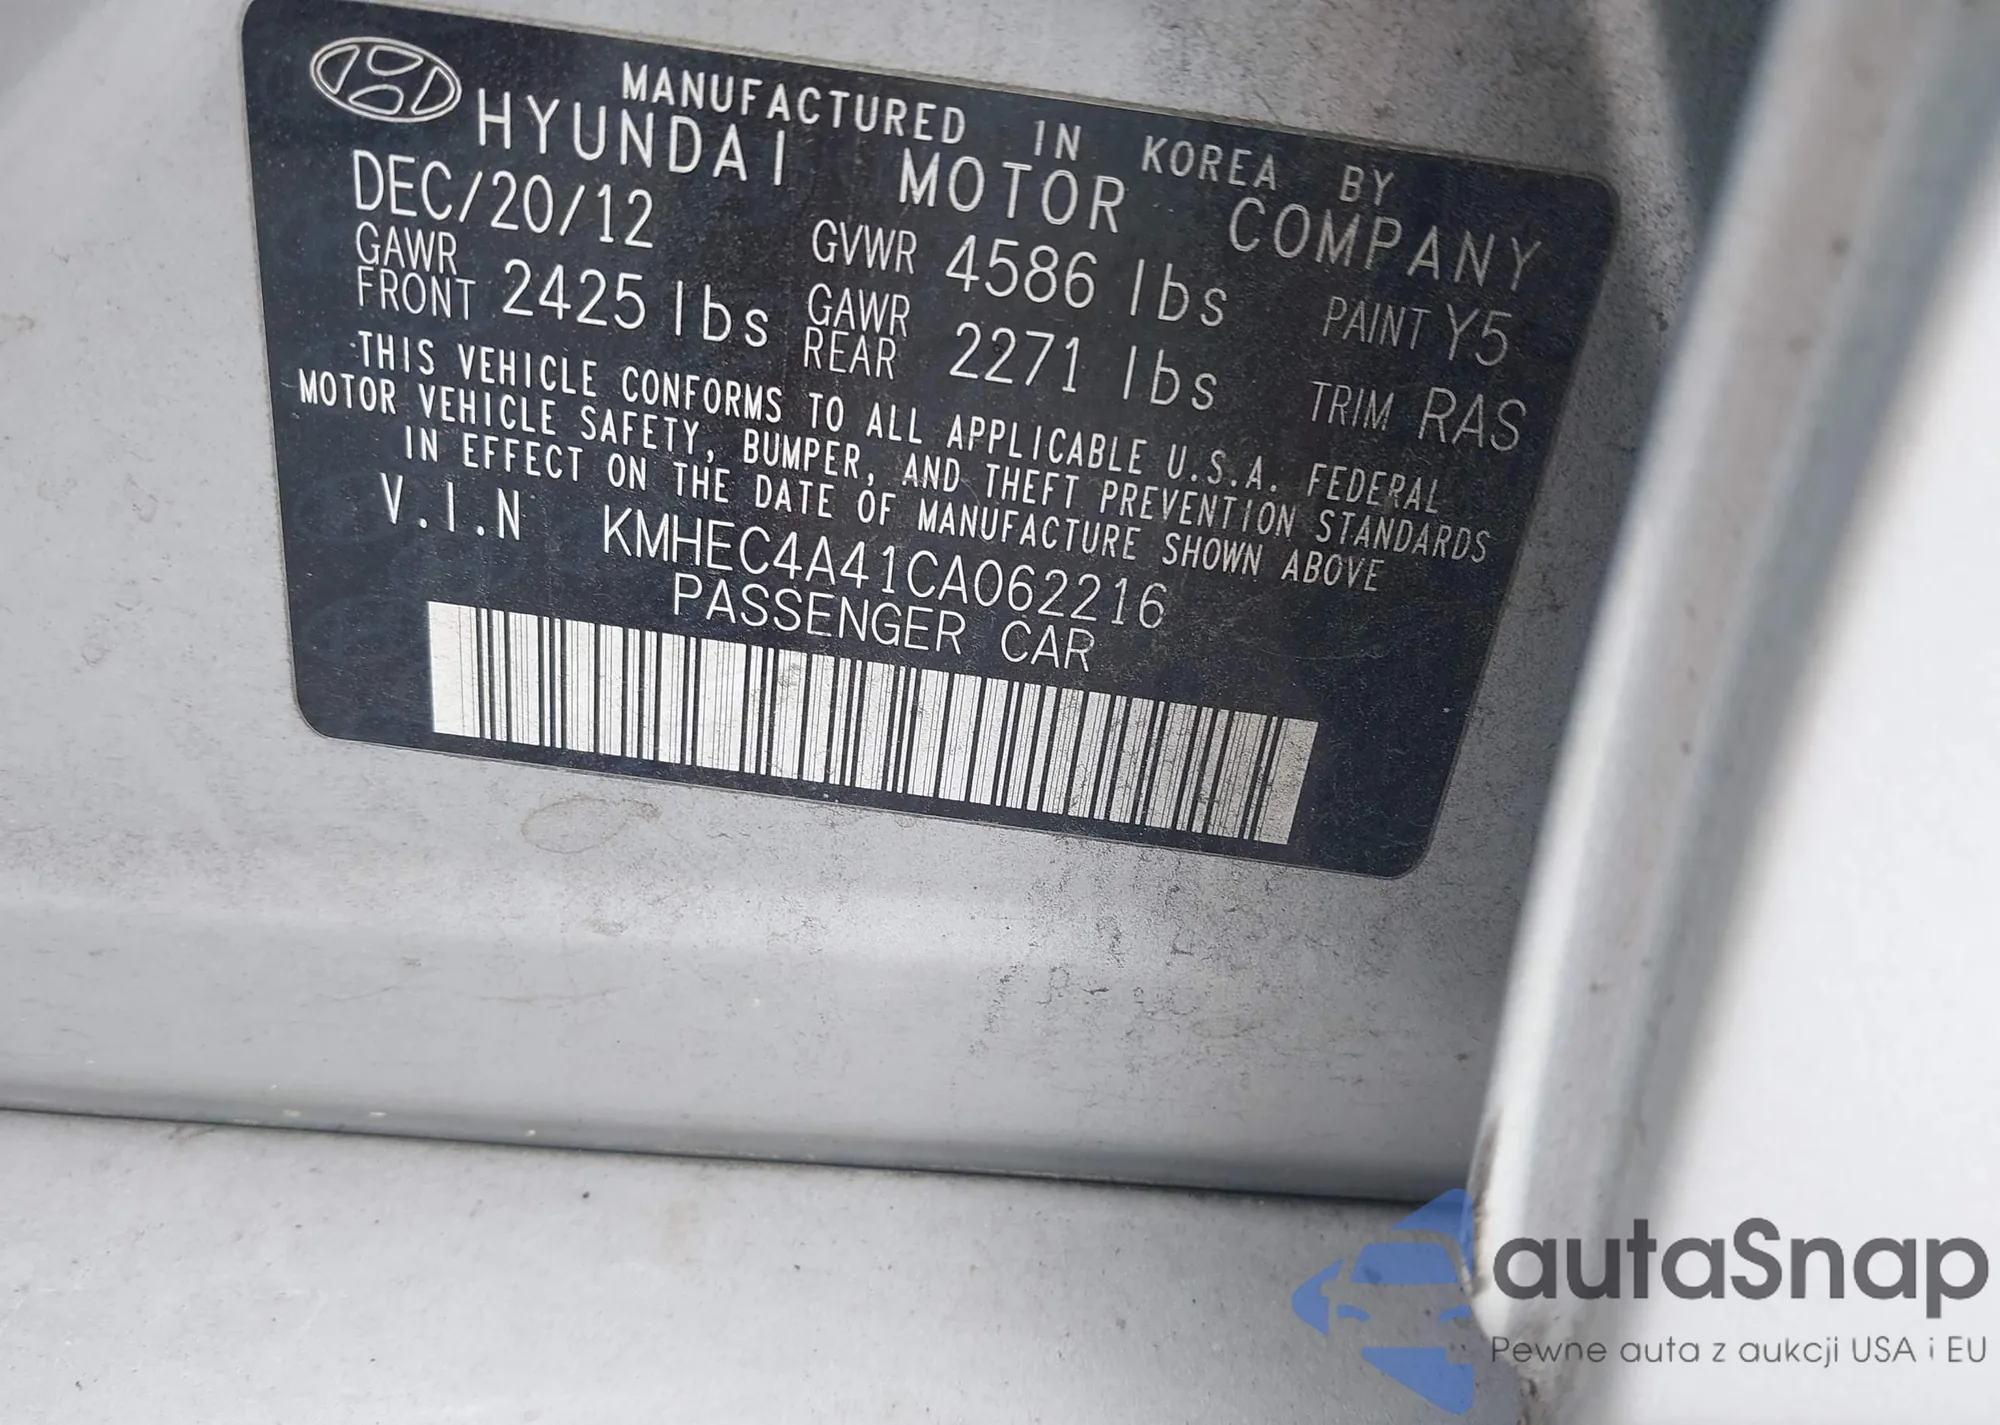 MANUFACTURED IN KOREA BY
HYUNDAI MOTOR COMPANY
DEC/20/12 GVWR 4586 lbs PAINT Y5
GAWR FRONT 2425 lbs GAWR REAR 2271 lbs TRIM RAS
THIS VEHICLE CONFORMS TO ALL APPLICABLE U.S.A. FEDERAL
MOTOR VEHICLE SAFETY, BUMPER, AND THEFT PREVENTION STANDARDS
IN EFFECT ON THE DATE OF MANUFACTURE SHOWN ABOVE
V.I.N KMHEC4A41CA062216
PASSENGER CAR
autaSnap
Pewne auta z aukcji USA i EU